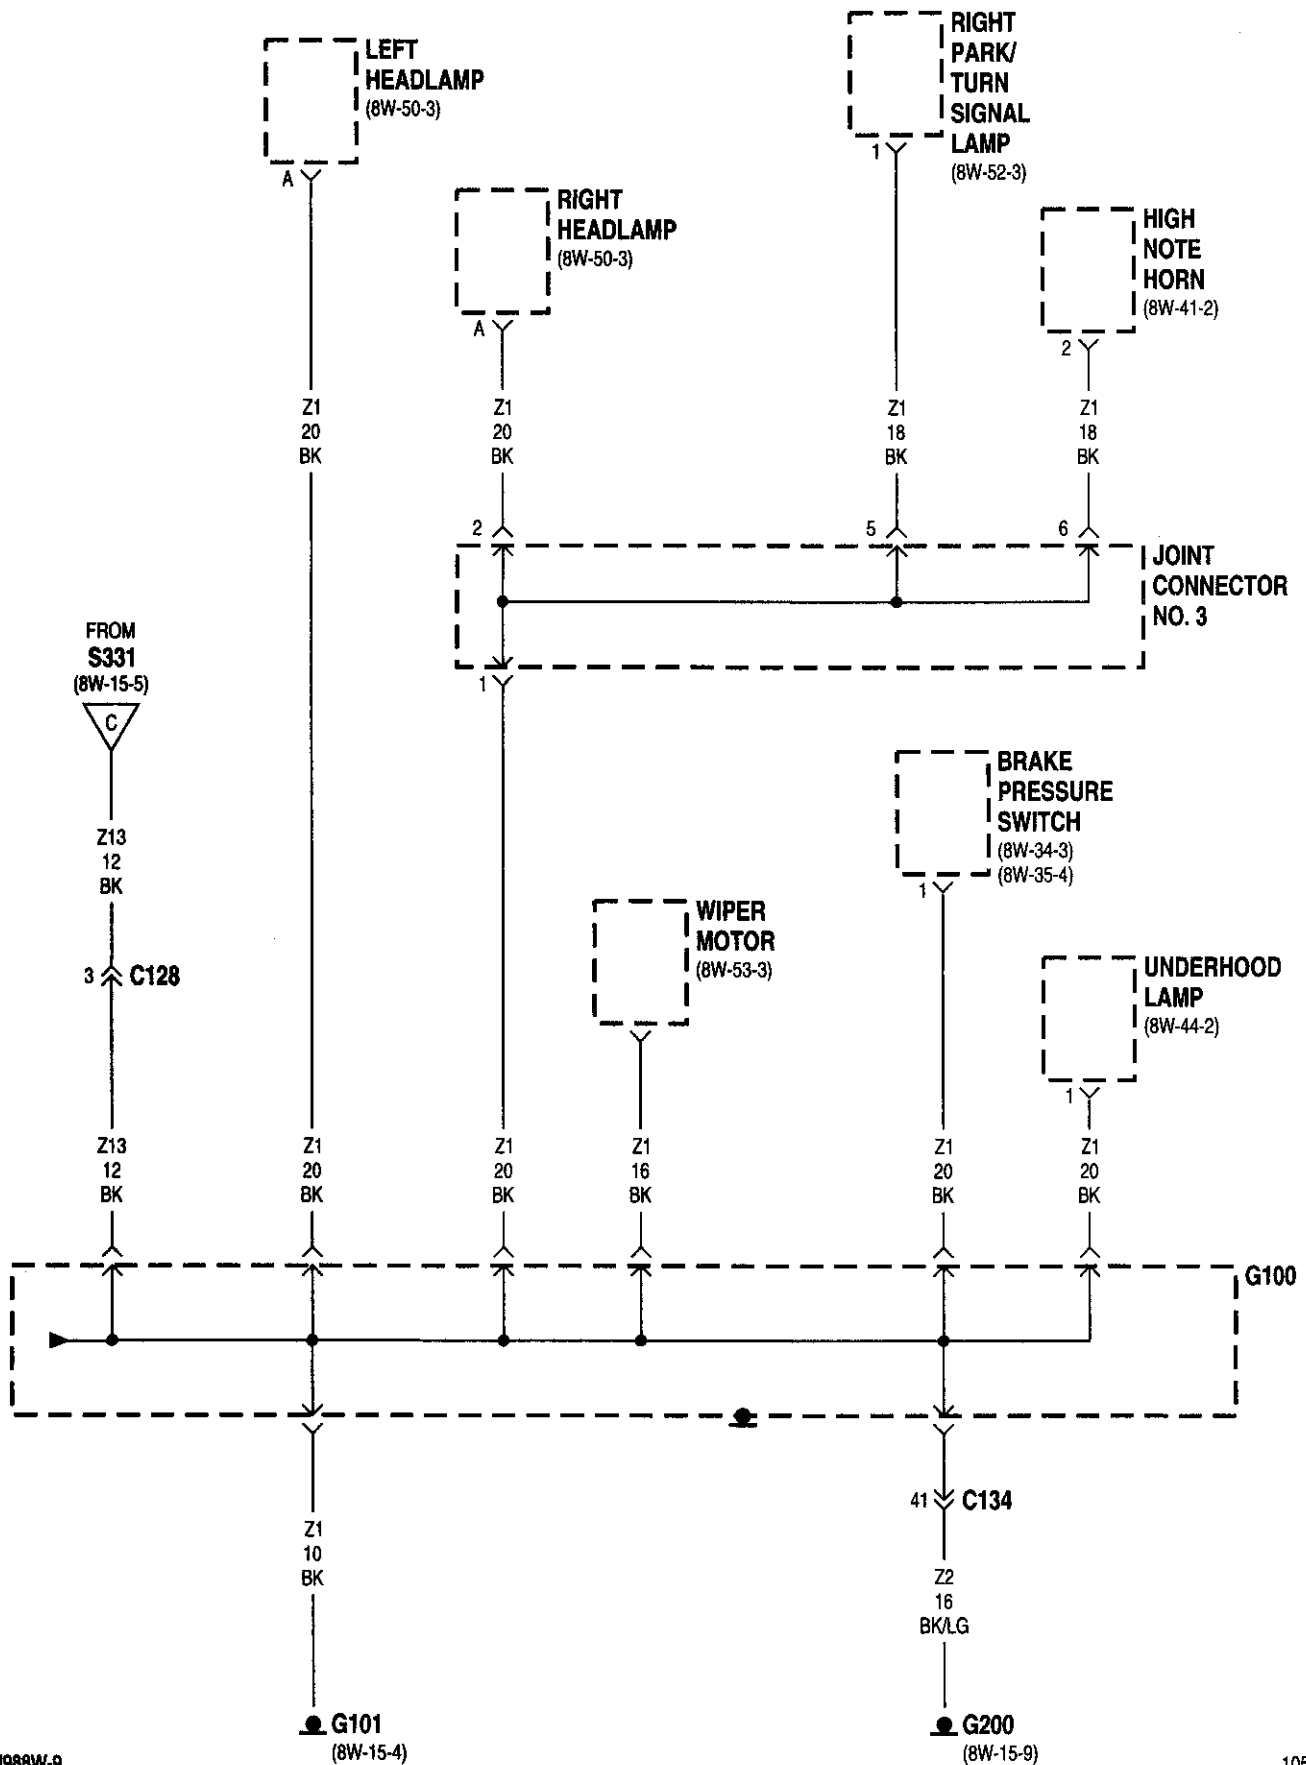 LEFT
HEADLAMP
(8W-50-3)
A
RIGHT
PARK/
TURN
SIGNAL
LAMP
(8W-52-3)
1
RIGHT
HEADLAMP
(8W-50-3)
A
HIGH
NOTE
HORN
(8W-41-2)
2
Z1
20
BK
Z1
20
BK
Z1
18
BK
Z1
18
BK
2
5
6
JOINT
CONNECTOR
NO. 3
1
FROM
S331
(8W-15-5)
C
Z13
12
BK
3
C128
BRAKE
PRESSURE
SWITCH
(8W-34-3)
(8W-35-4)
1
WIPER
MOTOR
(8W-53-3)
UNDERHOOD
LAMP
(8W-44-2)
1
Z13
12
BK
Z1
20
BK
Z1
20
BK
Z1
16
BK
Z1
20
BK
Z1
20
BK
G100
41
C134
Z1
10
BK
Z2
16
BK/LG
G101
(8W-15-4)
G200
(8W-15-9)